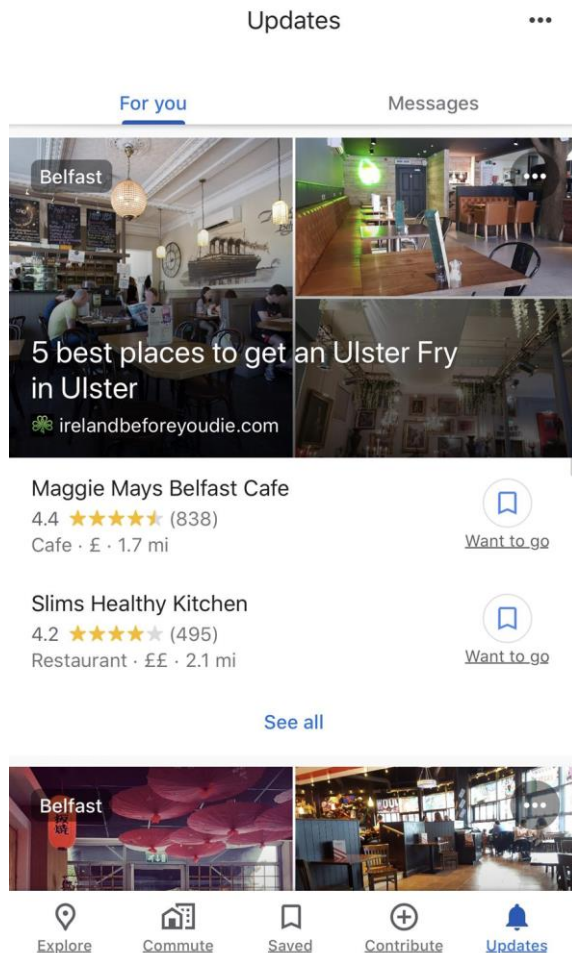 Updates
For you
Messages
Belfast
5 best places to get an Ulster Fry
in Ulster
irelandbeforeyoudie.com
Maggie Mays Belfast Cafe
4.4 (838)
Cafe · £ · 1.7 mi
Want to go
Slims Healthy Kitchen
4.2 (495)
Restaurant · ££ · 2.1 mi
Want to go
See all
Belfast
Explore
Commute
Saved
Contribute
Updates